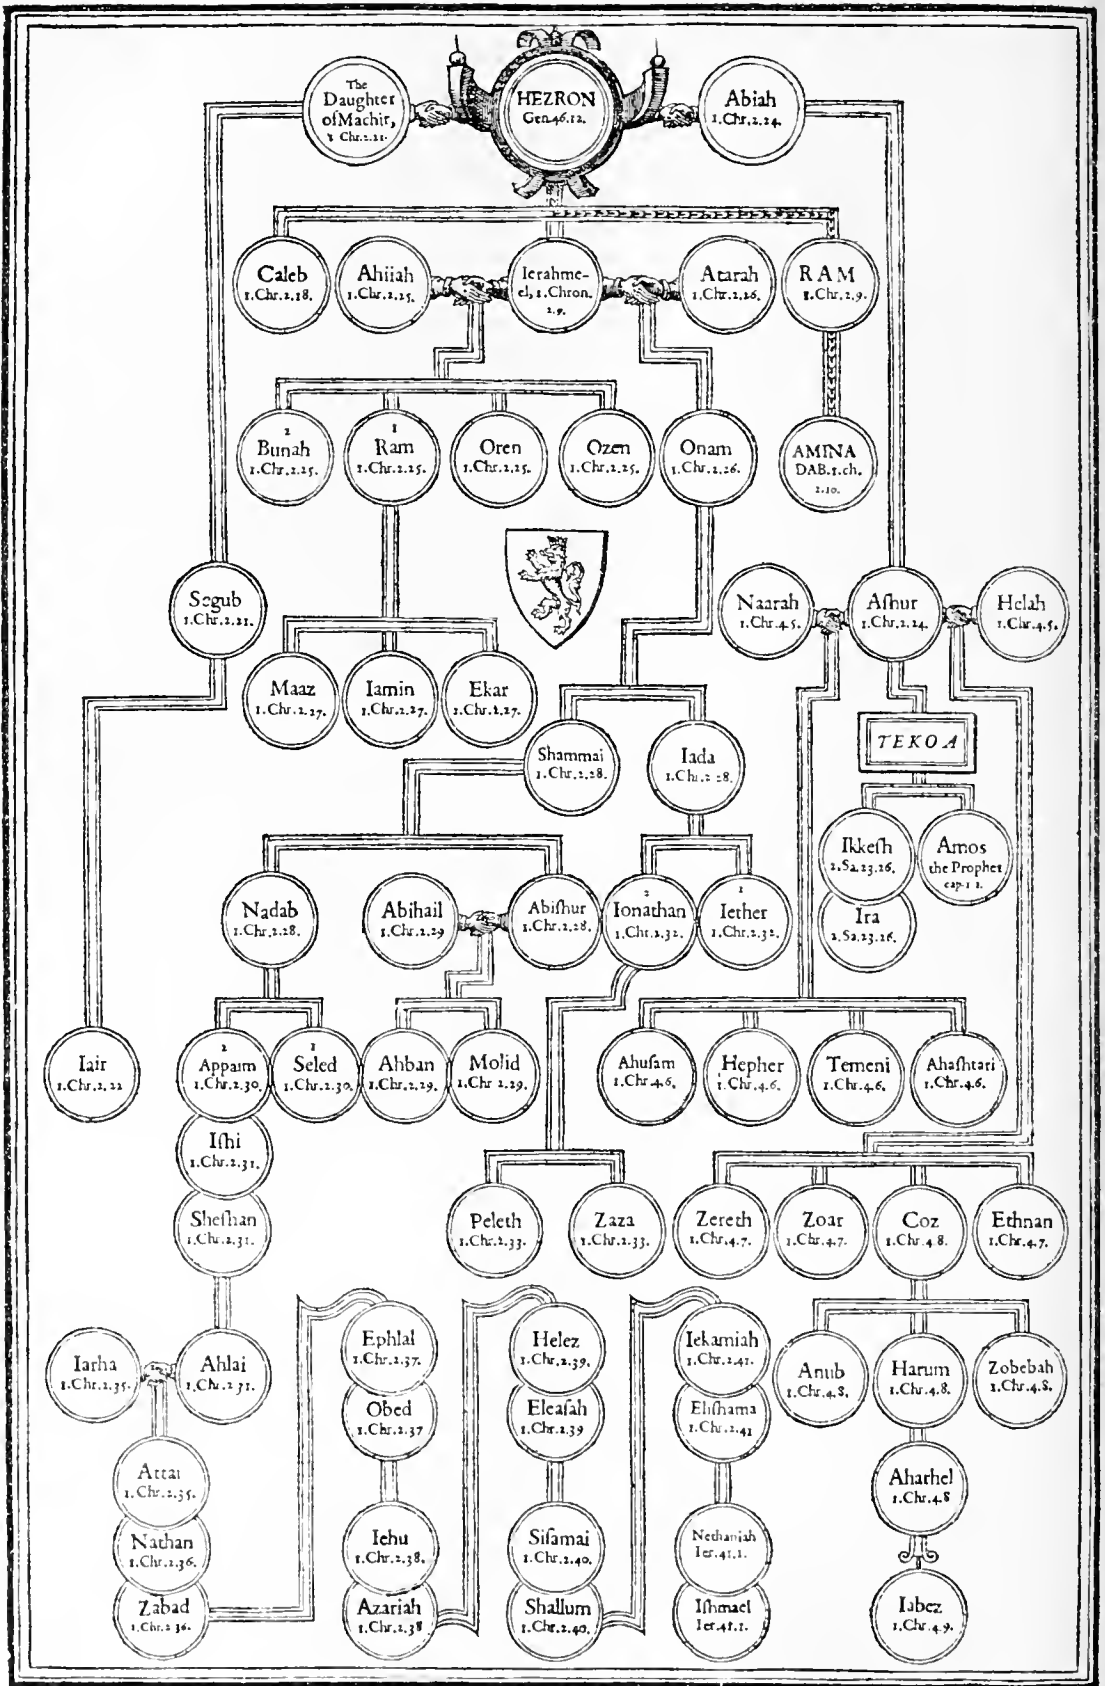 The
Daughter
of Machir,
1 Chr.2.21.
HEZRON
Gen.46.12.
Abiah
1.Chr.2.24.
Caleb
1.Chr.2.18.
Ahiiah
1.Chr.2.25.
Ierahme-
el, 1.Chron.
2.9.
Atarah
1.Chr.2.26.
RAM
1.Chr.2.9.
2
Bunah
1.Chr.2.25.
1
Ram
1.Chr.2.25.
Oren
1.Chr.2.25.
Ozen
1.Chr.2.25.
Onam
1.Chr.2.26.
AMINA
DAB.1.ch.
2.10.
Segub
1.Chr.2.21.
Naarah
1.Chr.4.5.
Aſhur
1.Chr.2.24.
Helah
1.Chr.4.5.
Maaz
1.Chr.2.27.
Iamin
1.Chr.2.27.
Ekar
1.Chr.2.27.
Shammai
1.Chr.2.28.
Iada
1.Chr.2.28.
TEKOA
Ikkeſh
2.Sa.23.26.
Amos
the Prophet
cap.1 1.
Ira
2.Sa.23.26.
Nadab
1.Chr.2.28.
Abihail
1.Chr.2.29
Abiſhur
1.Chr.2.28.
2
Ionathan
1.Chr.2.32.
1
Iether
1.Chr.2.32.
Iair
1.Chr.2.22
2
Appaim
1.Chr.2.30.
1
Seled
1.Chr.2.30.
Ahban
1.Chr.2.29.
Molid
1.Chr.2.29.
Ahuſam
1.Chr.4.6.
Hepher
1.Chr.4.6.
Temeni
1.Chr.4.6.
Ahaſhtari
1.Chr.4.6.
Iſhi
1.Chr.2.31.
Sheſhan
1.Chr.2.31.
Peleth
1.Chr.2.33.
Zaza
1.Chr.2.33.
Zereth
1.Chr.4.7.
Zoar
1.Chr.4.7.
Coz
1.Chr.4.8.
Ethnan
1.Chr.4.7.
Iarha
1.Chr.2.35.
Ahlai
1.Chr.2.31.
Ephlal
1.Chr.2.37.
Helez
1.Chr.2.39.
Iekamiah
1.Chr.2.41.
Anub
1.Chr.4.8.
Harum
1.Chr.4.8.
Zobebah
1.Chr.4.8.
Obed
1.Chr.2.37
Eleaſah
1.Chr.2.39
Eliſhama
1.Chr.2.41
Attai
1.Chr.2.35.
Aharhel
1.Chr.4.8
Nathan
1.Chr.2.36.
Iehu
1.Chr.2.38.
Siſamai
1.Chr.2.40.
Nethaniah
Ier.41.1.
Zabad
1.Chr.2 36.
Azariah
1.Chr.2.38
Shallum
1.Chr.2.40.
Iſhmael
Ier.41.1.
Iabez
1.Chr.4.9.